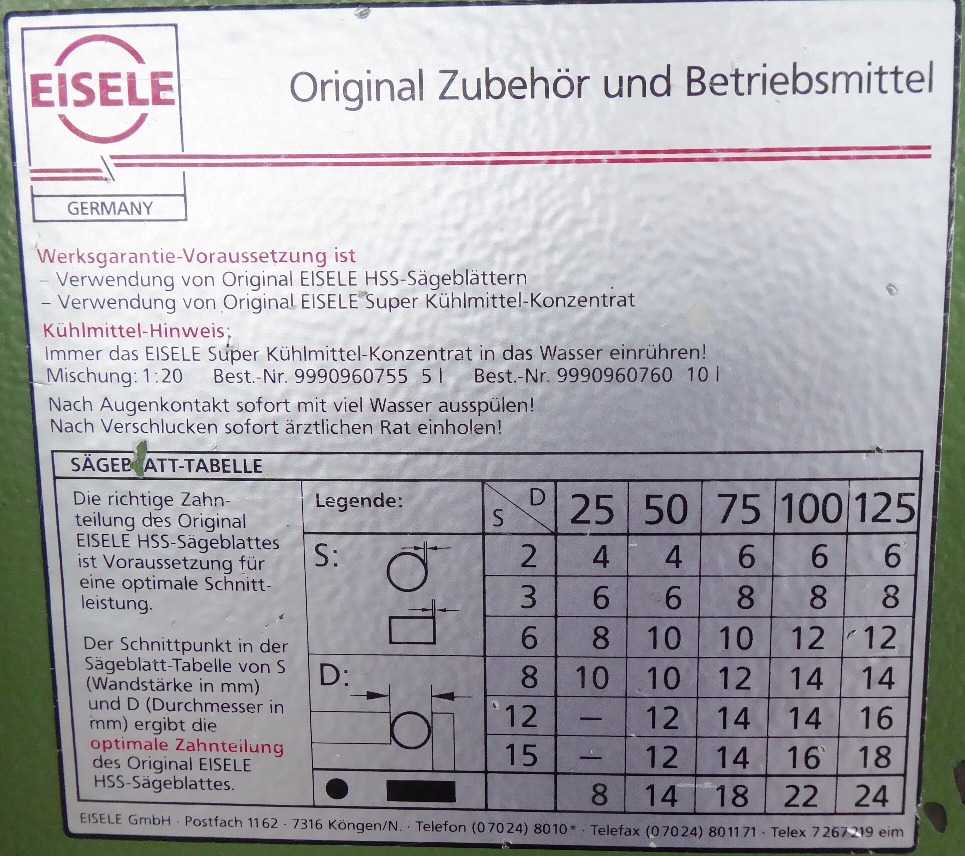 EISELE
GERMANY
Original Zubehör und Betriebsmittel
Werksgarantie-Voraussetzung ist
– Verwendung von Original EISELE HSS-Sägeblättern
– Verwendung von Original EISELE Super Kühlmittel-Konzentrat
Kühlmittel-Hinweis:
Immer das EISELE Super Kühlmittel-Konzentrat in das Wasser einrühren!
Mischung: 1:20 Best.-Nr. 9990960755 5 l Best.-Nr. 9990960760 10 l
Nach Augenkontakt sofort mit viel Wasser ausspülen!
Nach Verschlucken sofort ärztlichen Rat einholen!
SÄGEBLATT-TABELLE
Die richtige Zahn-
teilung des Original
EISELE HSS-Sägeblattes
ist Voraussetzung für
eine optimale Schnitt-
leistung.
Der Schnittpunkt in der
Sägeblatt-Tabelle von S
(Wandstärke in mm)
und D (Durchmesser in
mm) ergibt die
optimale Zahnteilung
des Original EISELE
HSS-Sägeblattes.
Legende:
S:
D:
S D 25 50 75 100 125
2 4 4 6 6 6
3 6 6 8 8 8
6 8 10 10 12 12
8 10 10 12 14 14
12 – 12 14 14 16
15 – 12 14 16 18
8 14 18 22 24
EISELE GmbH · Postfach 1162 · 7316 Köngen/N. · Telefon (07024) 8010* · Telefax (07024) 801171 · Telex 7267219 eim